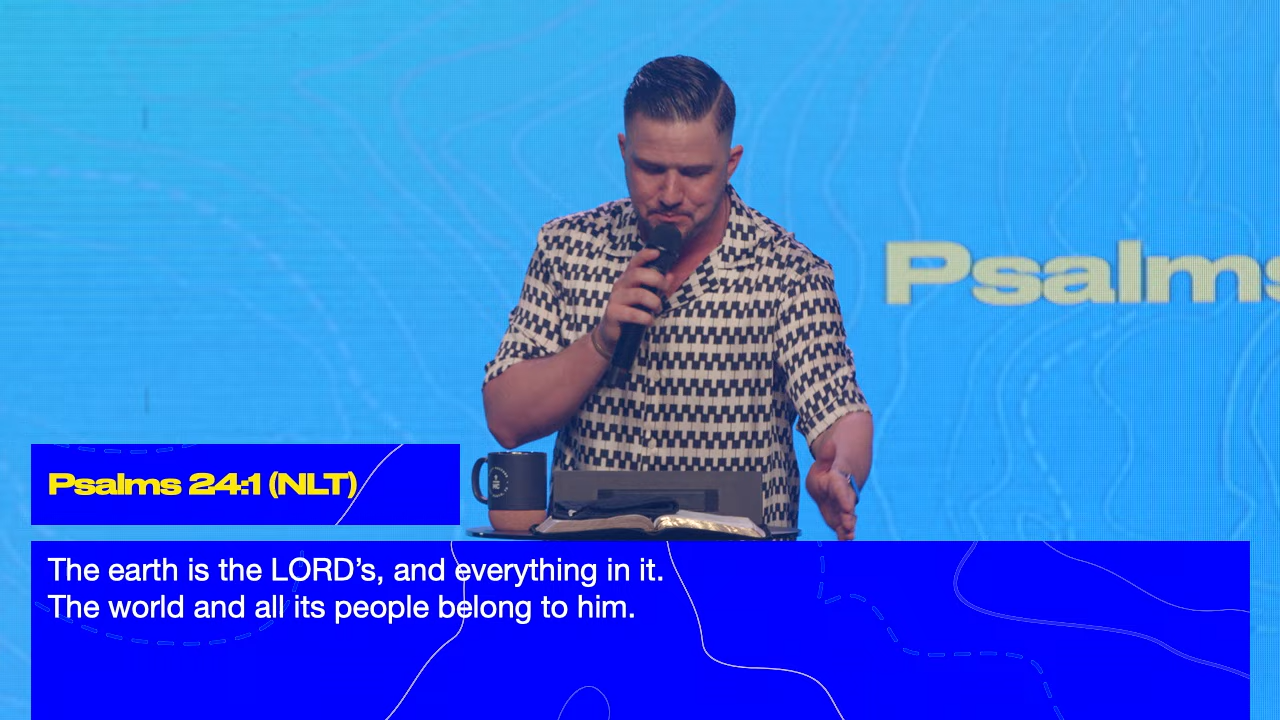 Psalms
Psalms 24:1 (NLT)
The earth is the LORD’s, and everything in it.
The world and all its people belong to him.